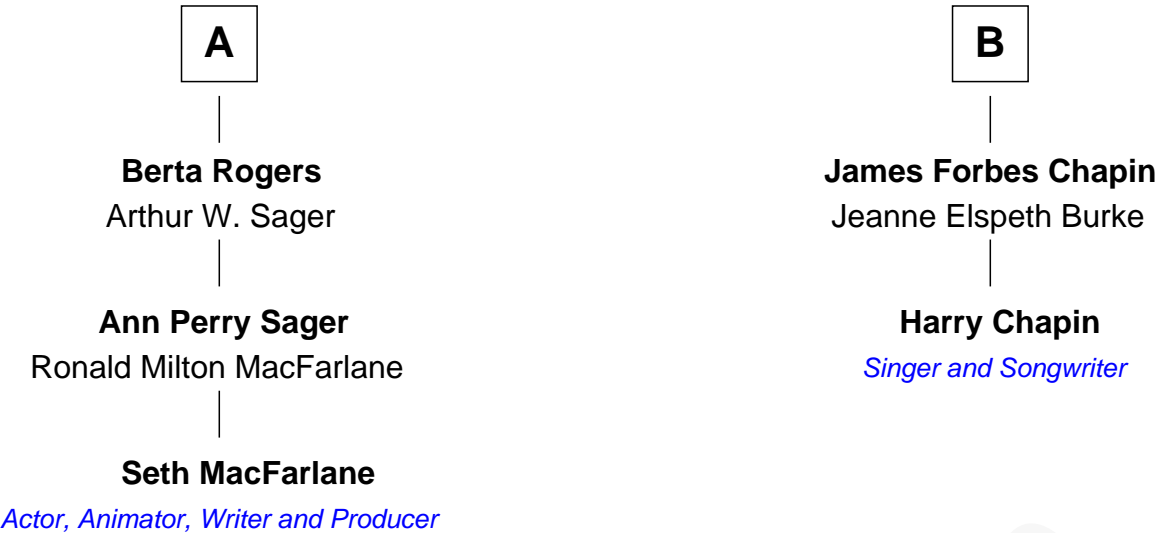 A
Berta Rogers
Arthur W. Sager
Ann Perry Sager
Ronald Milton MacFarlane
Seth MacFarlane
Actor, Animator, Writer and Producer
B
James Forbes Chapin
Jeanne Elspeth Burke
Harry Chapin
Singer and Songwriter